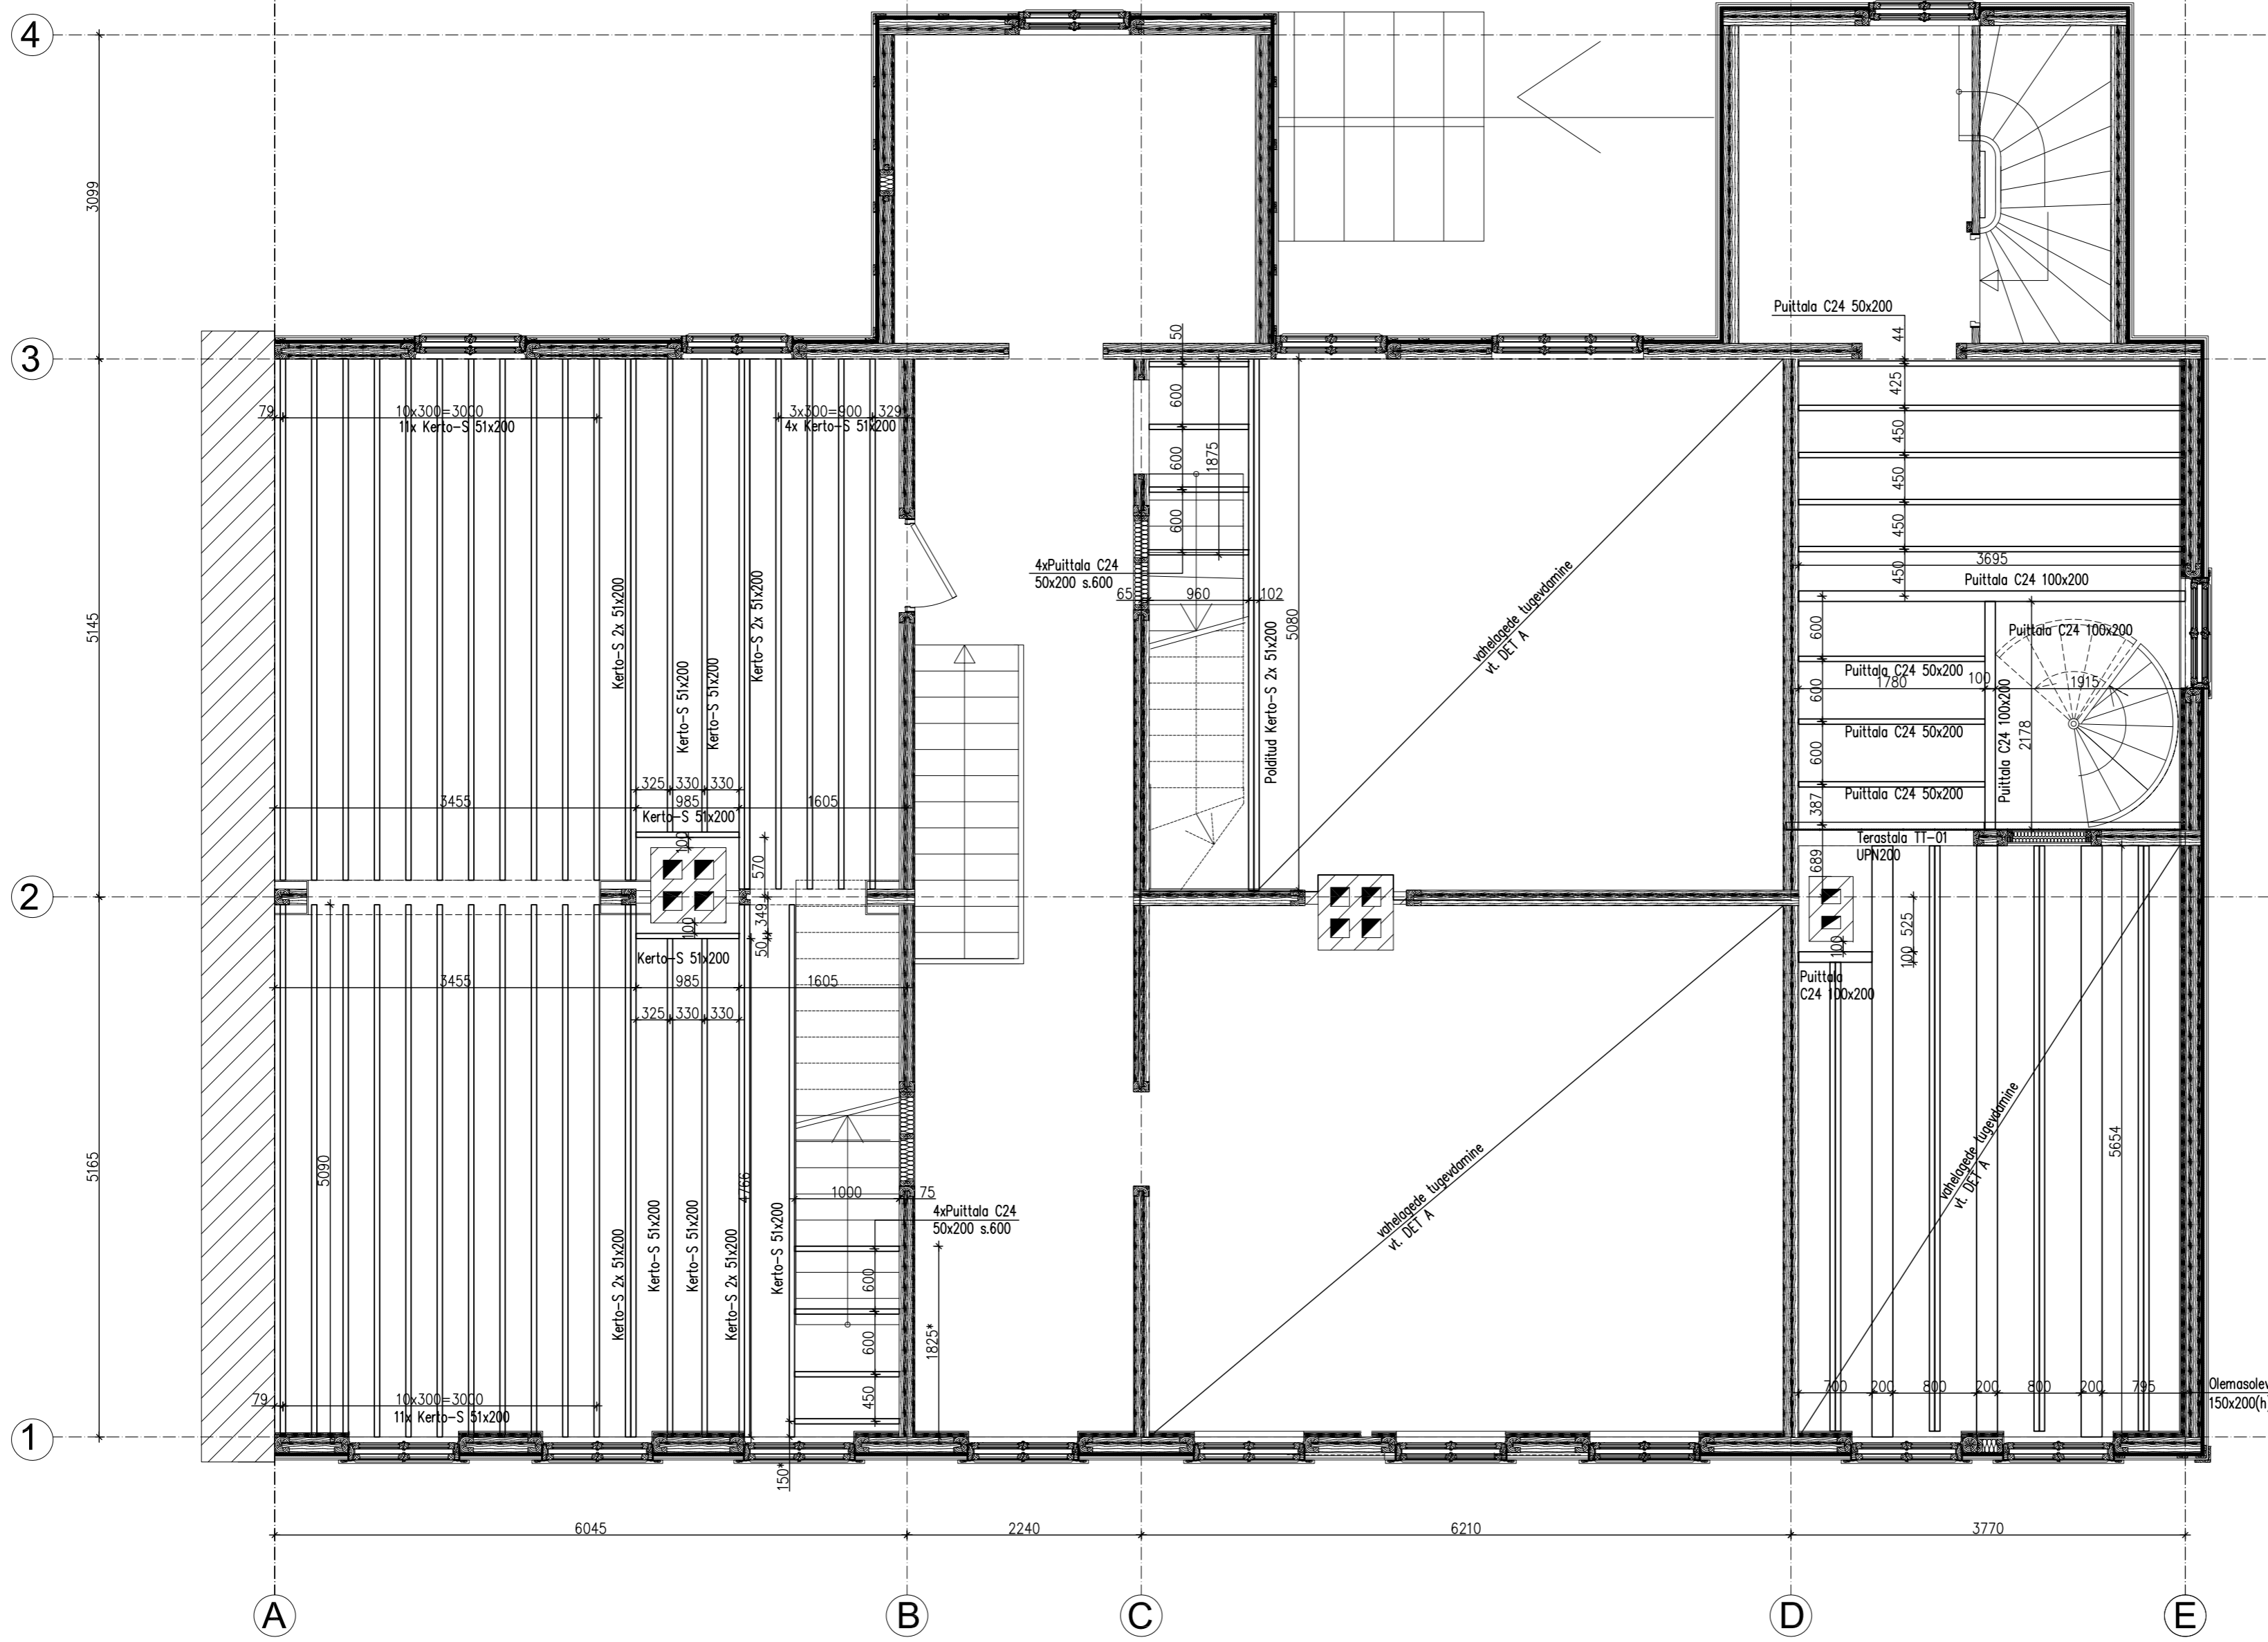 4
3099
Puittala C24 50x200
50
44
3
79
10x300=3000
11x Kerto-S 51x200
3x300=900
329
4x Kerto-S 51x200
600
600
600
1875
425
450
450
450
450
3695
Puittala C24 100x200
5145
Kerto-S 2x 51x200
Kerto-S 51x200
Kerto-S 51x200
Kerto-S 2x 51x200
4xPuittala C24
50x200 s.600
65
960
102
5080
Polditud Kerto-S 2x 51x200
vahelagede tugevdamine
vt. DET A
600
Puittala C24 100x200
Puittala C24 50x200
600
1780
100
1915
Puittala C24 50x200
600
Puittala C24 100x200
2178
Puittala C24 50x200
387
325
330
330
3455
985
1605
Kerto-S 51x200
100
570
Terastala TT-01
UPN200
689
2
349
50
100
Kerto-S 51x200
525
100
100
Puittala
C24 100x200
3455
985
1605
325
330
330
5165
5090
Kerto-S 2x 51x200
Kerto-S 51x200
Kerto-S 51x200
Kerto-S 2x 51x200
4766
Kerto-S 51x200
1000
75
4xPuittala C24
50x200 s.600
600
600
450
1825*
vahelagede tugevdamine
vt. DET A
vahelagede tugevdamine
vt. DET A
5654
79
10x300=3000
11x Kerto-S 51x200
700
200
800
200
800
200
795
Olemasolev
150x200(h
1
150*
6045
2240
6210
3770
A
B
C
D
E